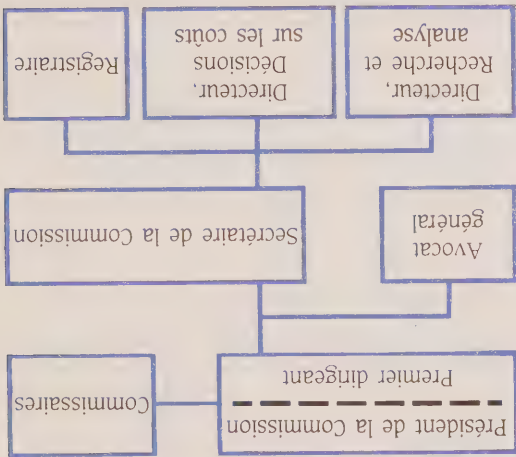 Président de la Commission
Premier dirigeant
Commissaires
Avocat
général
Secrétaire de la Commission
Directeur,
Recherche et
analyse
Directeur,
Décisions
sur les coûts
Registraire